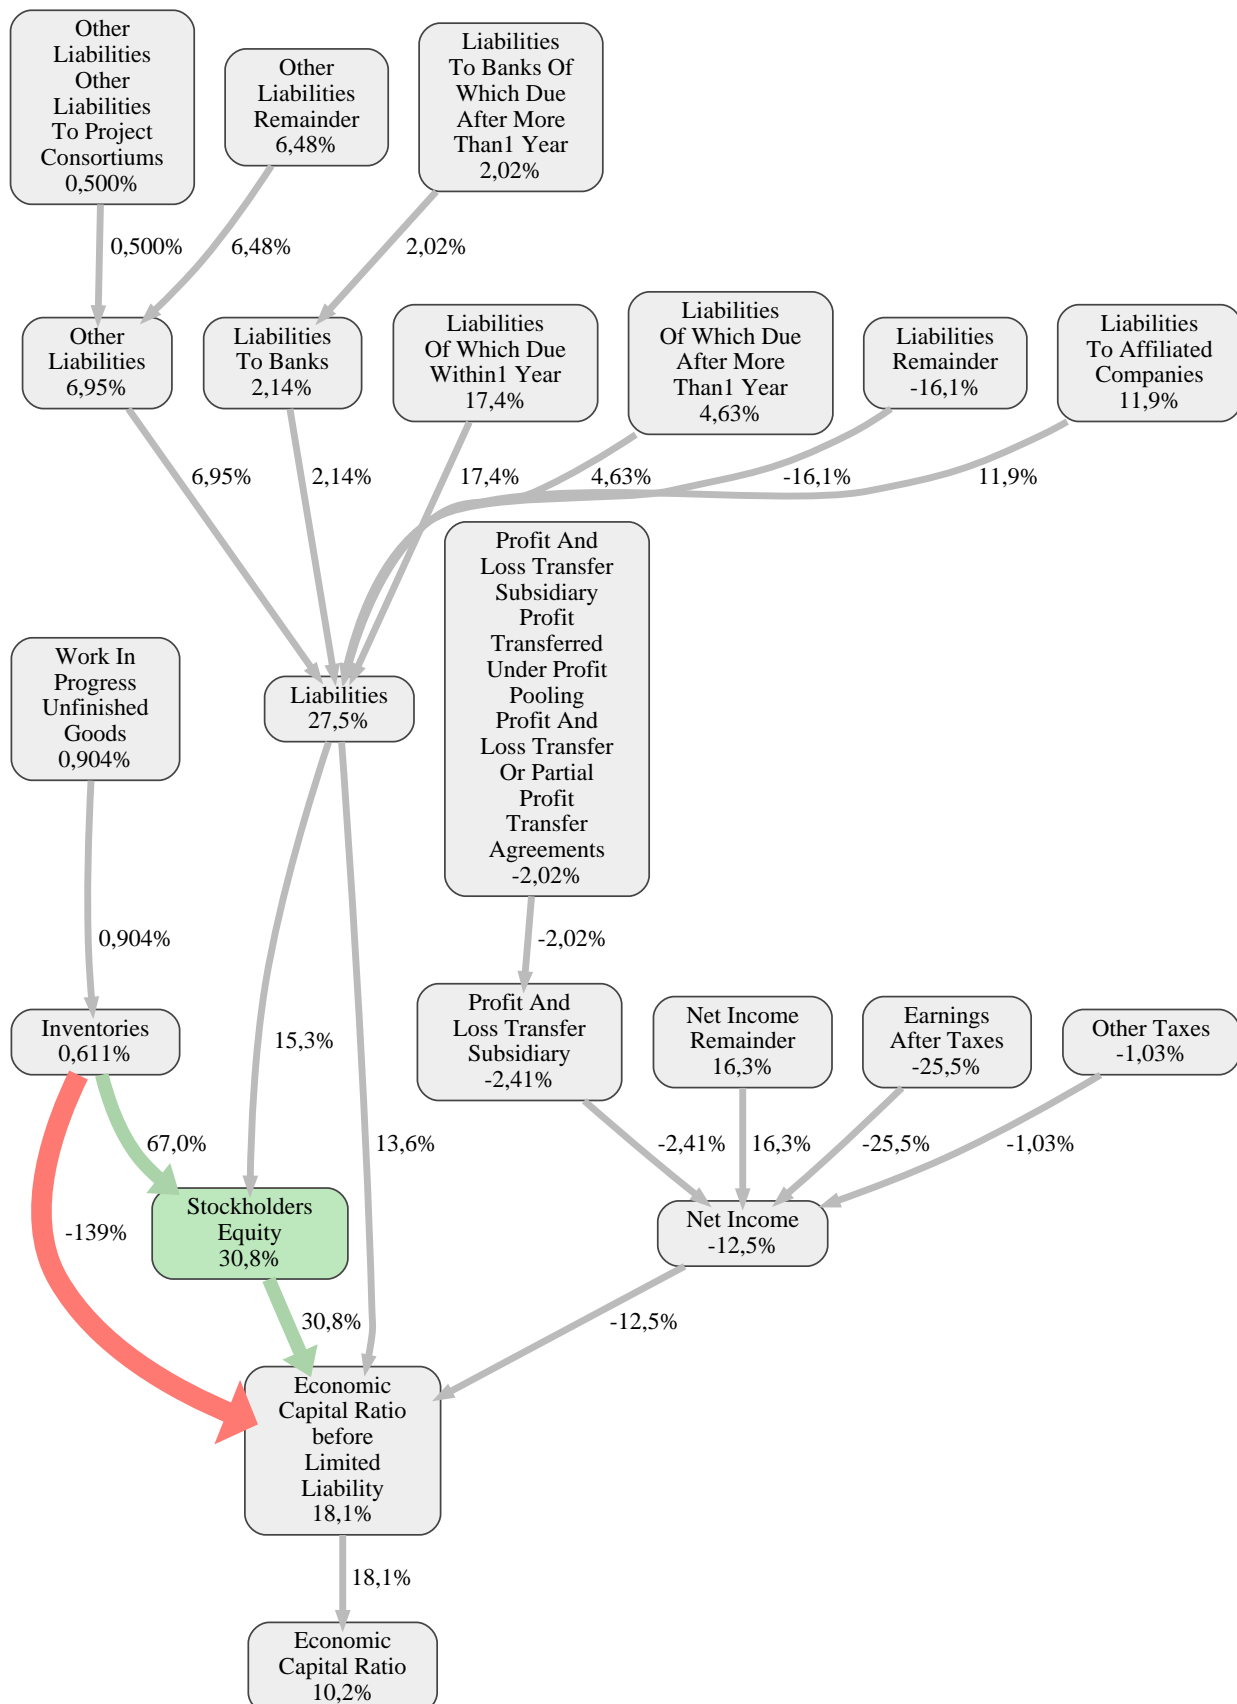 Other
Liabilities
Other
Liabilities
To Project
Consortiums
0,500%
Other
Liabilities
Remainder
6,48%
Liabilities
To Banks Of
Which Due
After More
Than1 Year
2,02%
0,500%
6,48%
2,02%
Other
Liabilities
6,95%
Liabilities
To Banks
2,14%
Liabilities
Of Which Due
Within1 Year
17,4%
Liabilities
Of Which Due
After More
Than1 Year
4,63%
Liabilities
Remainder
-16,1%
Liabilities
To Affiliated
Companies
11,9%
6,95%
2,14%
17,4%
4,63%
-16,1%
11,9%
Profit And
Loss Transfer
Subsidiary
Profit
Transferred
Under Profit
Pooling
Profit And
Loss Transfer
Or Partial
Profit
Transfer
Agreements
-2,02%
Work In
Progress
Unfinished
Goods
0,904%
Liabilities
27,5%
0,904%
-2,02%
Inventories
0,611%
15,3%
Profit And
Loss Transfer
Subsidiary
-2,41%
Net Income
Remainder
16,3%
Earnings
After Taxes
-25,5%
Other Taxes
-1,03%
67,0%
13,6%
-2,41%
16,3%
-25,5%
-1,03%
-139%
Stockholders
Equity
30,8%
Net Income
-12,5%
30,8%
-12,5%
Economic
Capital Ratio
before
Limited
Liability
18,1%
18,1%
Economic
Capital Ratio
10,2%